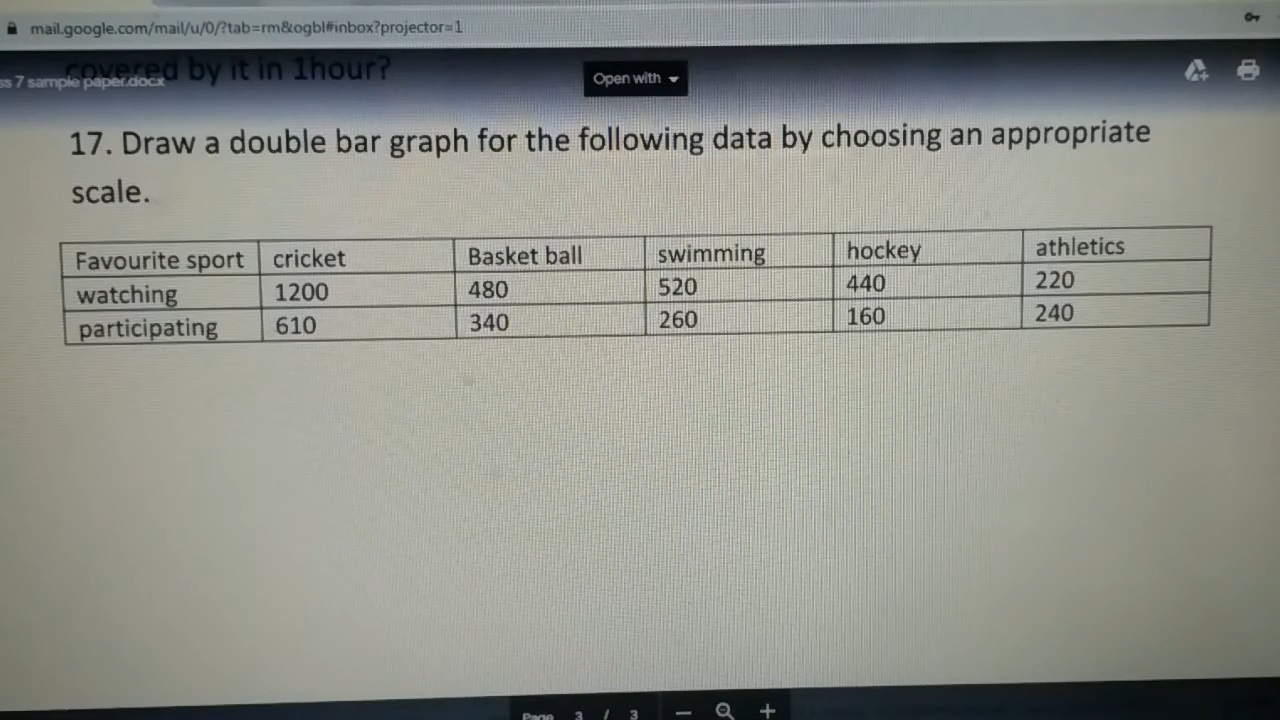 mail.google.com/mail/u/0/?tab=rm&ogbl#inbox?projector=1
covered by it in 1hour?
ss 7 sample paper.docx
Open with
17. Draw a double bar graph for the following data by choosing an appropriate
scale.
Favourite sport cricket Basket ball swimming hockey athletics
watching 1200 480 520 440 220
participating 610 340 260 160 240
Page 3 / 3